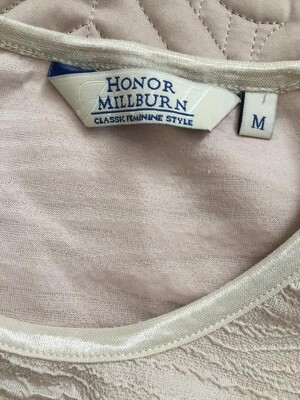 HONOR
MILLBURN
CLASSIC FEMININE STYLE
M